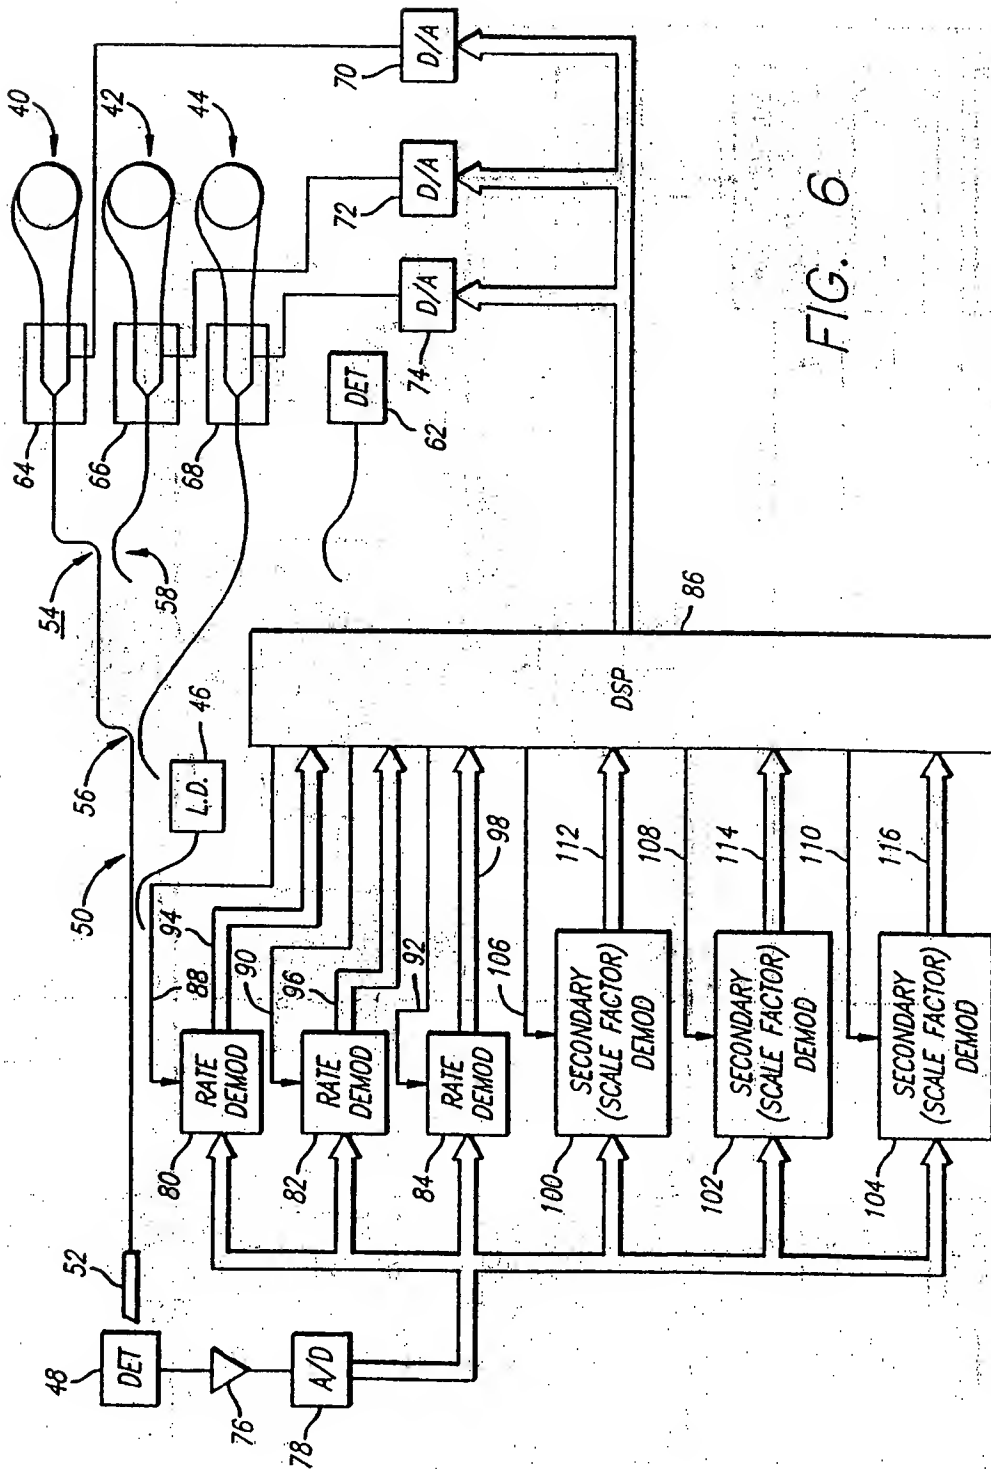 40
42
44
64
66
68
D/A
70
D/A
72
D/A
74
DET
62
54
58
56
50
L.D.
46
52
DET
48
76
A/D
78
88
94
90
96
92
98
RATE
DEMOD
80
RATE
DEMOD
82
RATE
DEMOD
84
SECONDARY
(SCALE FACTOR)
DEMOD
100
106
112
SECONDARY
(SCALE FACTOR)
DEMOD
102
108
114
SECONDARY
(SCALE FACTOR)
DEMOD
104
110
116
DSP
86
FIG. 6